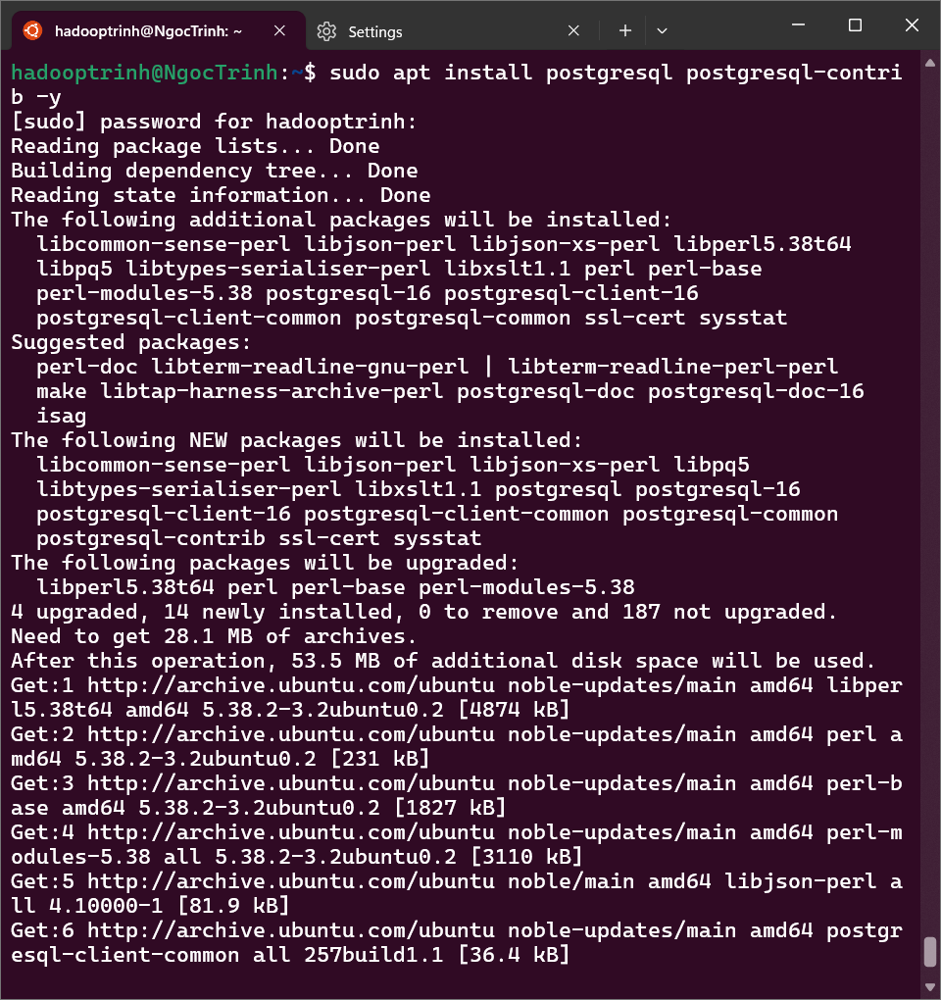 hadooptrinh@NgocTrinh: ~
Settings
hadooptrinh@NgocTrinh:~$ sudo apt install postgresql postgresql-contri
b -y
[sudo] password for hadooptrinh:
Reading package lists... Done
Building dependency tree... Done
Reading state information... Done
The following additional packages will be installed:
  libcommon-sense-perl libjson-perl libjson-xs-perl libperl5.38t64
  libpq5 libtypes-serialiser-perl libxslt1.1 perl perl-base
  perl-modules-5.38 postgresql-16 postgresql-client-16
  postgresql-client-common postgresql-common ssl-cert sysstat
Suggested packages:
  perl-doc libterm-readline-gnu-perl | libterm-readline-perl-perl
  make libtap-harness-archive-perl postgresql-doc postgresql-doc-16
  isag
The following NEW packages will be installed:
  libcommon-sense-perl libjson-perl libjson-xs-perl libpq5
  libtypes-serialiser-perl libxslt1.1 postgresql postgresql-16
  postgresql-client-16 postgresql-client-common postgresql-common
  postgresql-contrib ssl-cert sysstat
The following packages will be upgraded:
  libperl5.38t64 perl perl-base perl-modules-5.38
4 upgraded, 14 newly installed, 0 to remove and 187 not upgraded.
Need to get 28.1 MB of archives.
After this operation, 53.5 MB of additional disk space will be used.
Get:1 http://archive.ubuntu.com/ubuntu noble-updates/main amd64 libper
l5.38t64 amd64 5.38.2-3.2ubuntu0.2 [4874 kB]
Get:2 http://archive.ubuntu.com/ubuntu noble-updates/main amd64 perl a
md64 5.38.2-3.2ubuntu0.2 [231 kB]
Get:3 http://archive.ubuntu.com/ubuntu noble-updates/main amd64 perl-b
ase amd64 5.38.2-3.2ubuntu0.2 [1827 kB]
Get:4 http://archive.ubuntu.com/ubuntu noble-updates/main amd64 perl-m
odules-5.38 all 5.38.2-3.2ubuntu0.2 [3110 kB]
Get:5 http://archive.ubuntu.com/ubuntu noble/main amd64 libjson-perl a
ll 4.10000-1 [81.9 kB]
Get:6 http://archive.ubuntu.com/ubuntu noble-updates/main amd64 postgr
esql-client-common all 257build1.1 [36.4 kB]